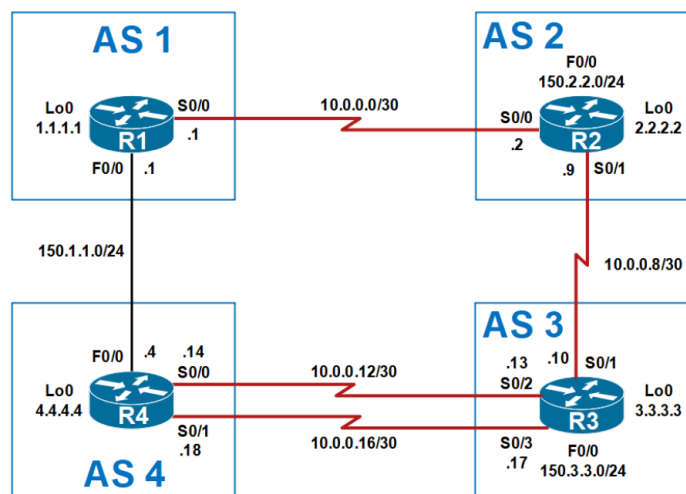 AS 1
Lo0
1.1.1.1
R1
S0/0
.1
F0/0
.1
10.0.0.0/30
AS 2
F0/0
150.2.2.0/24
S0/0
.2
R2
Lo0
2.2.2.2
.9
S0/1
150.1.1.0/24
10.0.0.8/30
F0/0
.4
.14
S0/0
Lo0
4.4.4.4
R4
S0/1
.18
AS 4
10.0.0.12/30
10.0.0.16/30
AS 3
.13
.10
S0/1
S0/2
Lo0
3.3.3.3
R3
S0/3
.17
F0/0
150.3.3.0/24